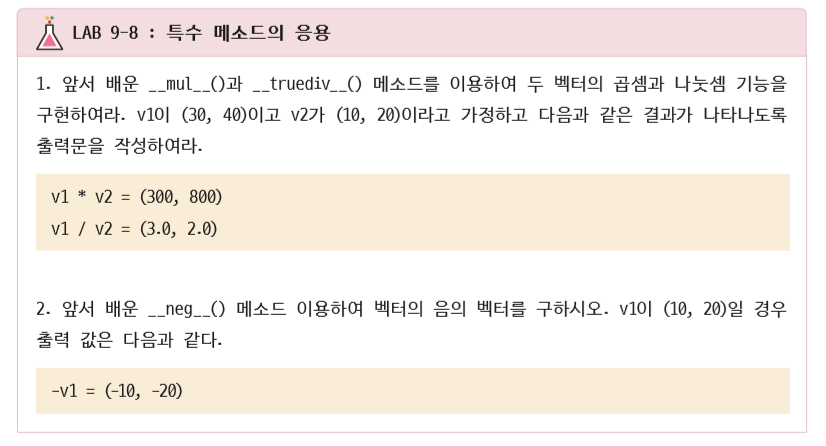 LAB 9-8 : 특수 메소드의 응용
1. 앞서 배운 __mul__()과 __truediv__() 메소드를 이용하여 두 벡터의 곱셈과 나눗셈 기능을
구현하여라. v1이 (30, 40)이고 v2가 (10, 20)이라고 가정하고 다음과 같은 결과가 나타나도록
출력문을 작성하여라.
v1 * v2 = (300, 800)
v1 / v2 = (3.0, 2.0)
2. 앞서 배운 __neg__() 메소드 이용하여 벡터의 음의 벡터를 구하시오. v1이 (10, 20)일 경우
출력 값은 다음과 같다.
-v1 = (-10, -20)